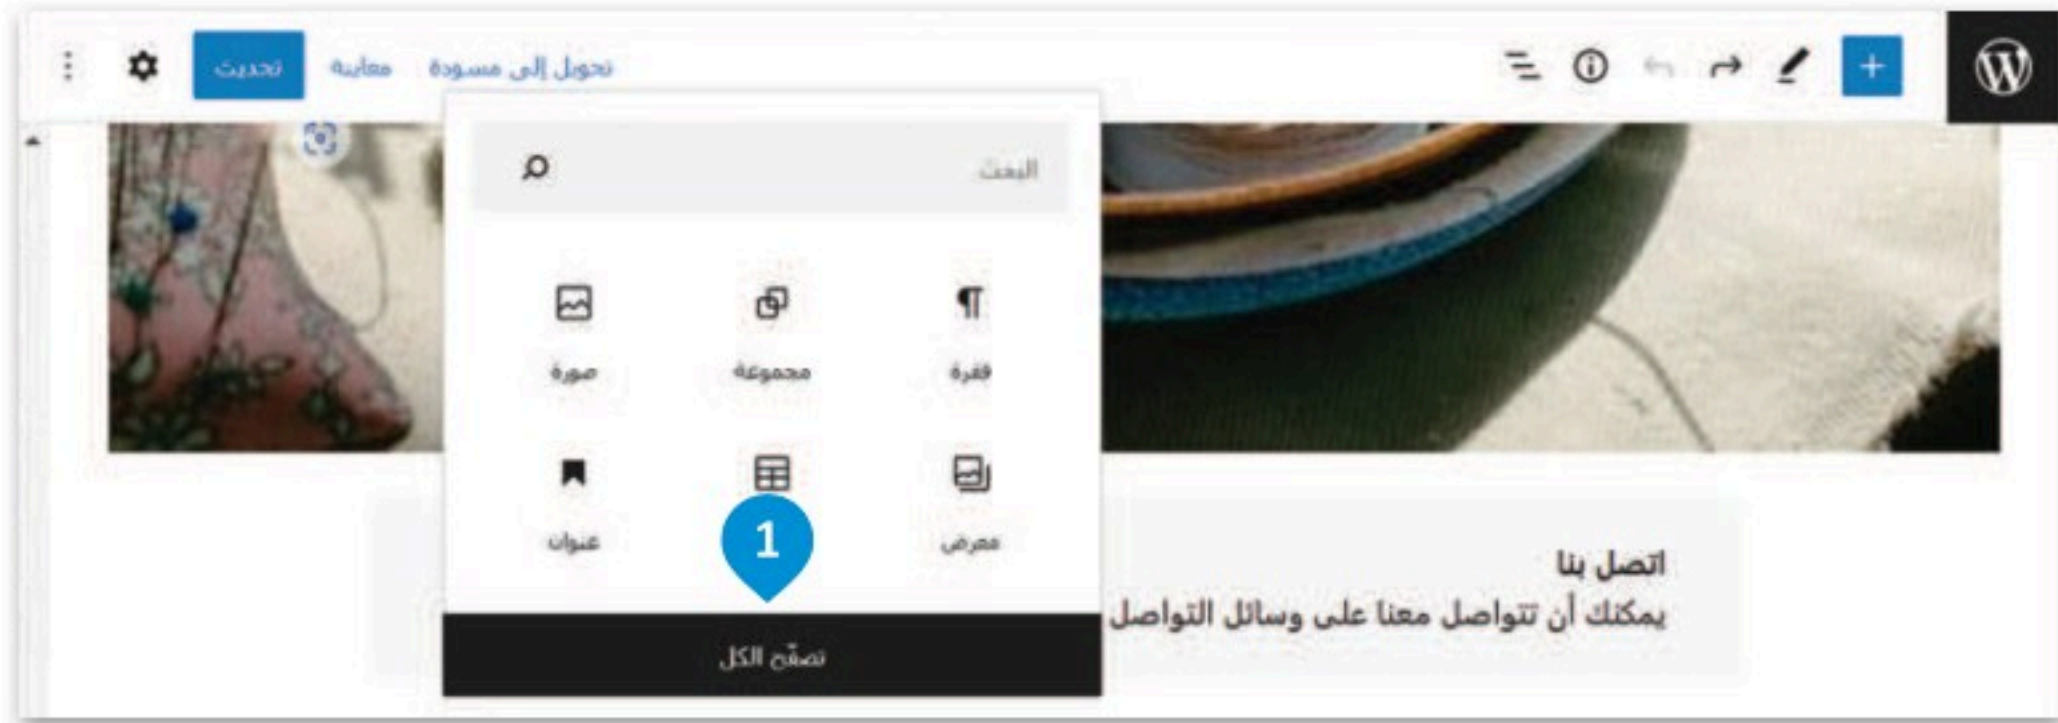 تحويل إلى مسودة
معاينة
تحديث
البحث
فقرة
مجموعة
صورة
معرض
عنوان
1
تصفّح الكل
اتصل بنا
يمكنك أن تتواصل معنا على وسائل التواصل